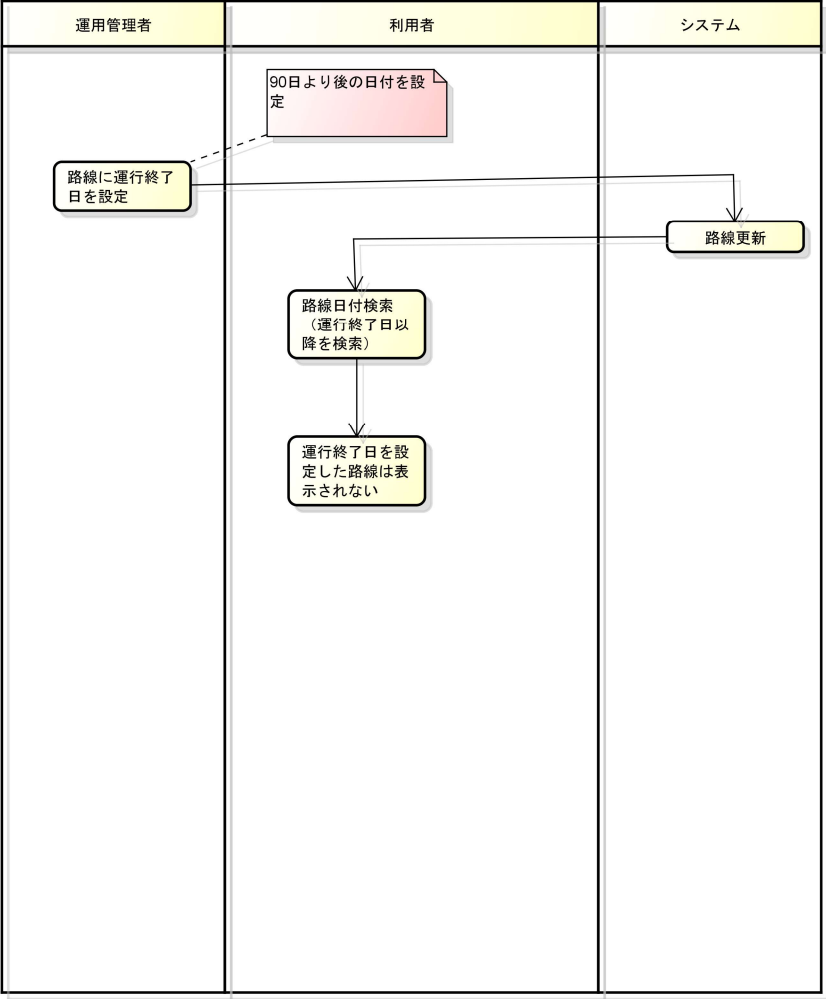 運用管理者
利用者
システム
90日より後の日付を設
定
路線に運行終了
日を設定
路線更新
路線日付検索
（運行終了日以
降を検索）
運行終了日を設
定した路線は表
示されない